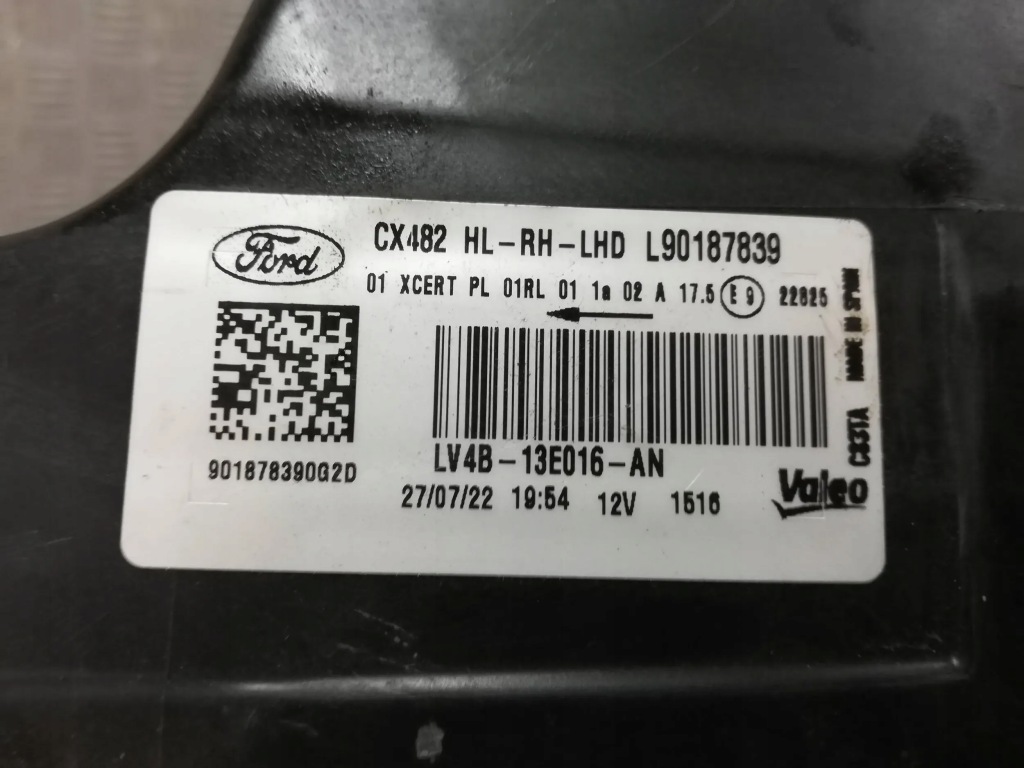 Ford
CX482 HL-RH-LHD L90187839
01 XCERT PL 01RL 01 1a 02 A 17.5 E9 22825
901878390G2D
LV4B-13E016-AN
27/07/22 19:54 12V 1516
Valeo
C33TA MADE IN SPAIN